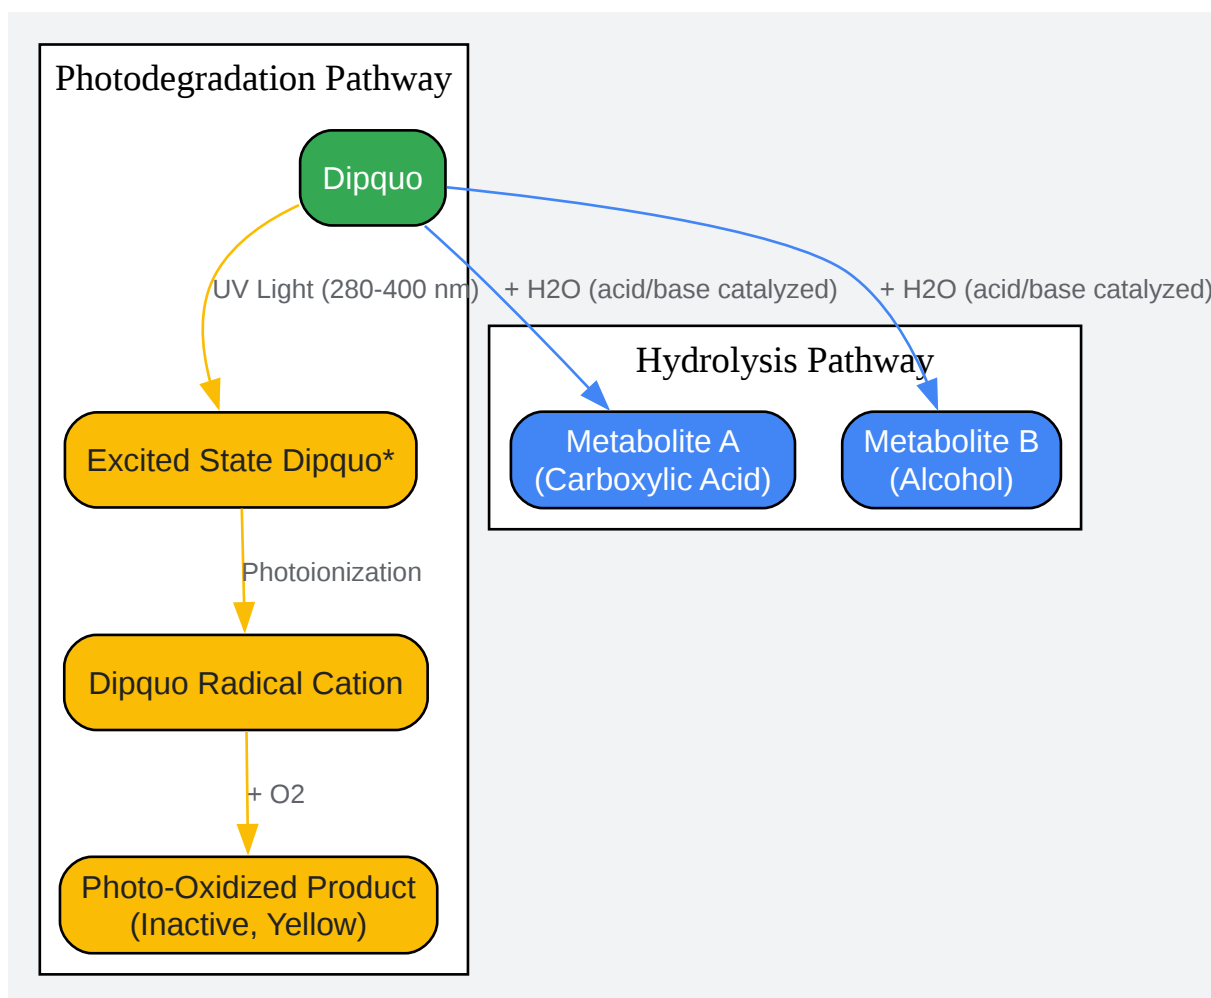 Photodegradation Pathway
Dipquo
UV Light (280-400 nm)
+ H2O (acid/base catalyzed)
+ H2O (acid/base catalyzed)
Hydrolysis Pathway
Excited State Dipquo*
Metabolite A
(Carboxylic Acid)
Metabolite B
(Alcohol)
Photoionization
Dipquo Radical Cation
+ O2
Photo-Oxidized Product
(Inactive, Yellow)